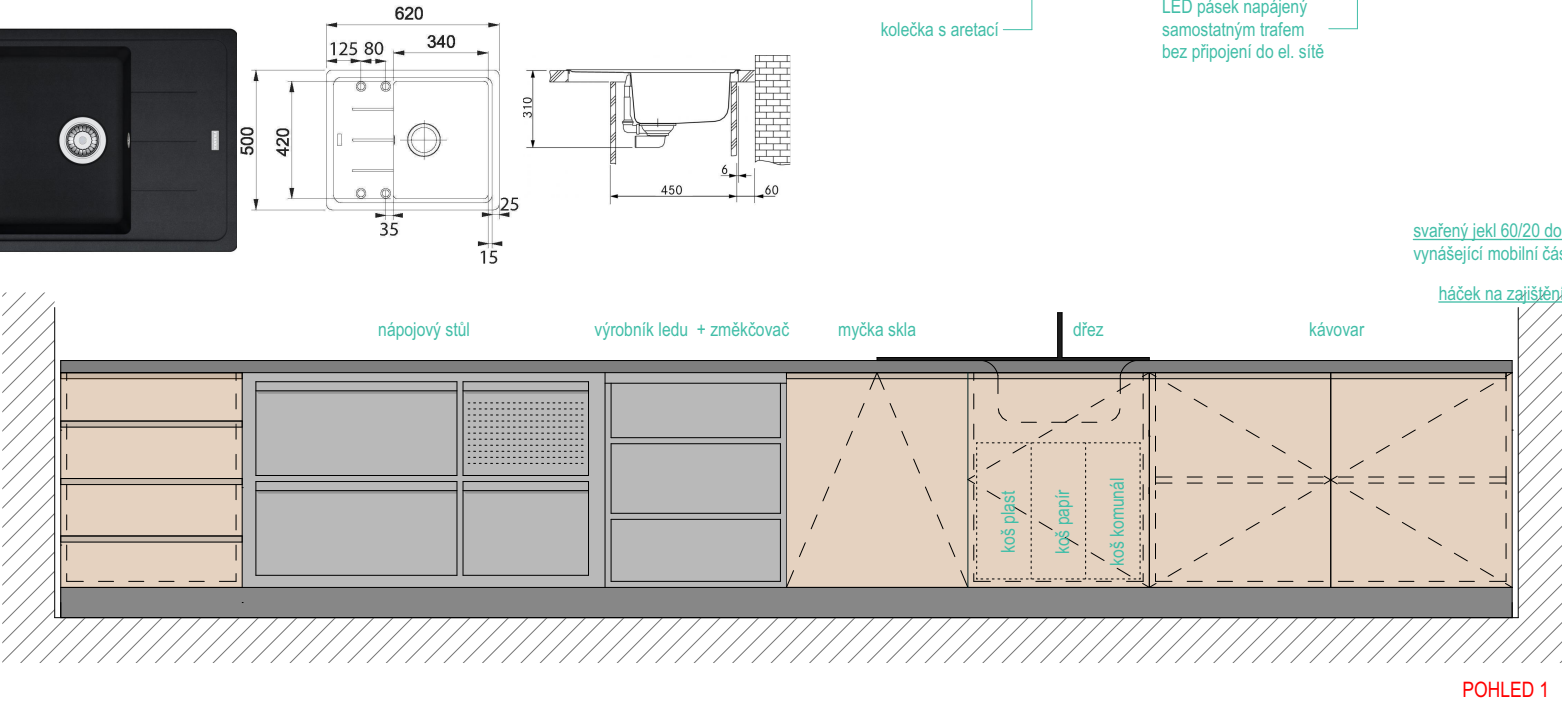 kolečka s aretací
LED pásek napájený
samostatným trafem
bez připojení do el. sítě
620
125 80
340
500
420
35
25
15
310
6
450
60
svařený jekl 60/20 do
vynášející mobilní čás
háček na zajištění
nápojový stůl
výrobník ledu + změkčovač
myčka skla
dřez
kávovar
koš plast
koš papír
koš komunál
POHLED 1